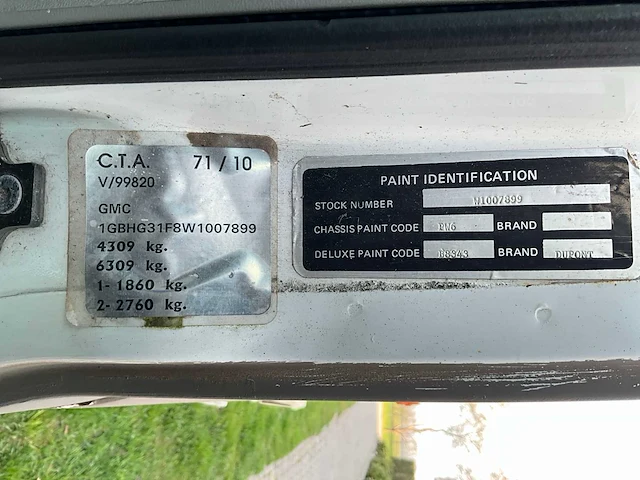 C.T.A. 71 / 10
V/99820
GMC
1GBHG31F8W1007899
4309 kg.
6309 kg.
1- 1860 kg.
2- 2760 kg.
PAINT IDENTIFICATION
STOCK NUMBER W1007899
CHASSIS PAINT CODE PW6 BRAND
DELUXE PAINT CODE BRAND DUPONT